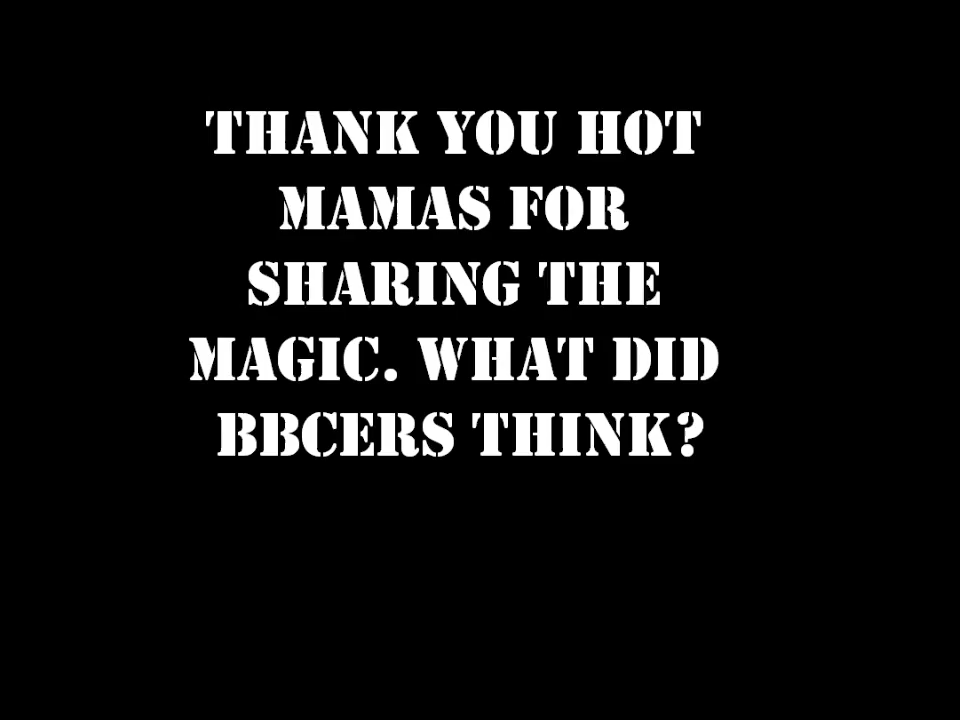 THANK YOU HOT
MAMAS FOR
SHARING THE
MAGIC. WHAT DID
BBCERS THINK?